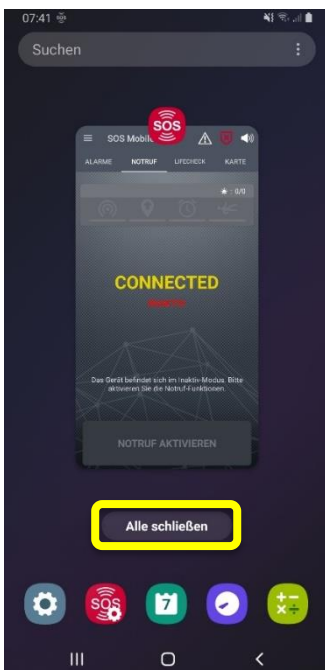 07:41
Suchen
SOS
SOS Mobile
ALARME NOTRUF LIFECHECK KARTE
: 0/0
CONNECTED
Das Gerät befindet sich im Inaktiv-Modus. Bitte
aktivieren Sie die Notruf-Funktionen.
NOTRUF AKTIVIEREN
Alle schließen
SOS
7